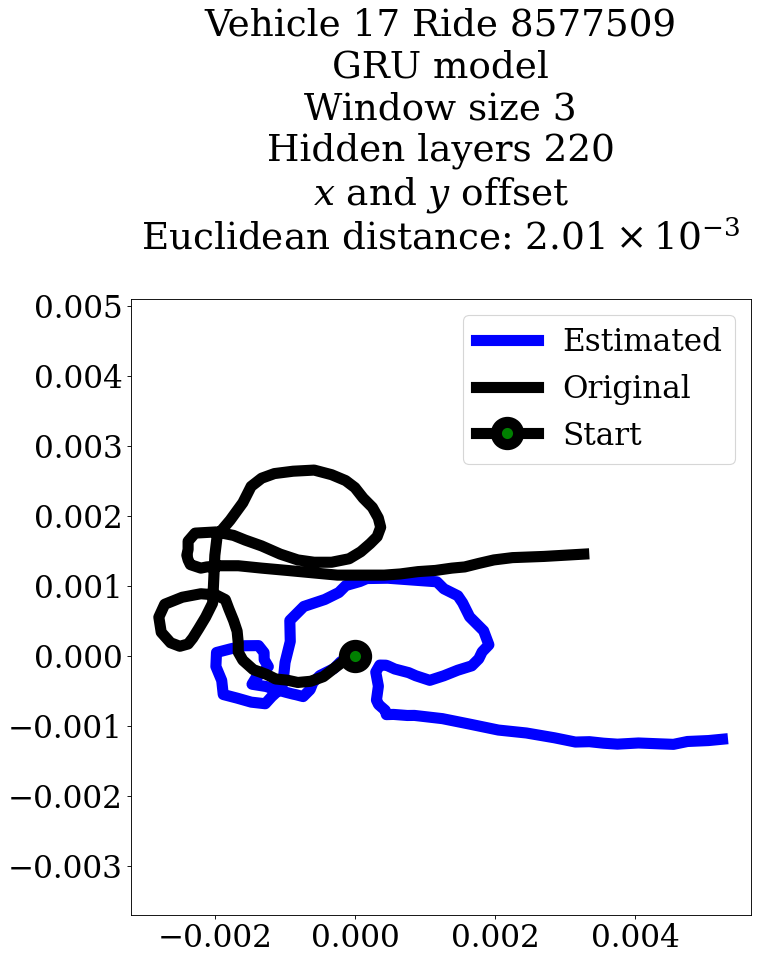 Vehicle 17 Ride 8577509
GRU model
Window size 3
Hidden layers 220
x and y offset
Euclidean distance: 2.01 × 10⁻³
Estimated
Original
Start
0.005
0.004
0.003
0.002
0.001
0.000
−0.001
−0.002
−0.003
−0.002 0.000 0.002 0.004